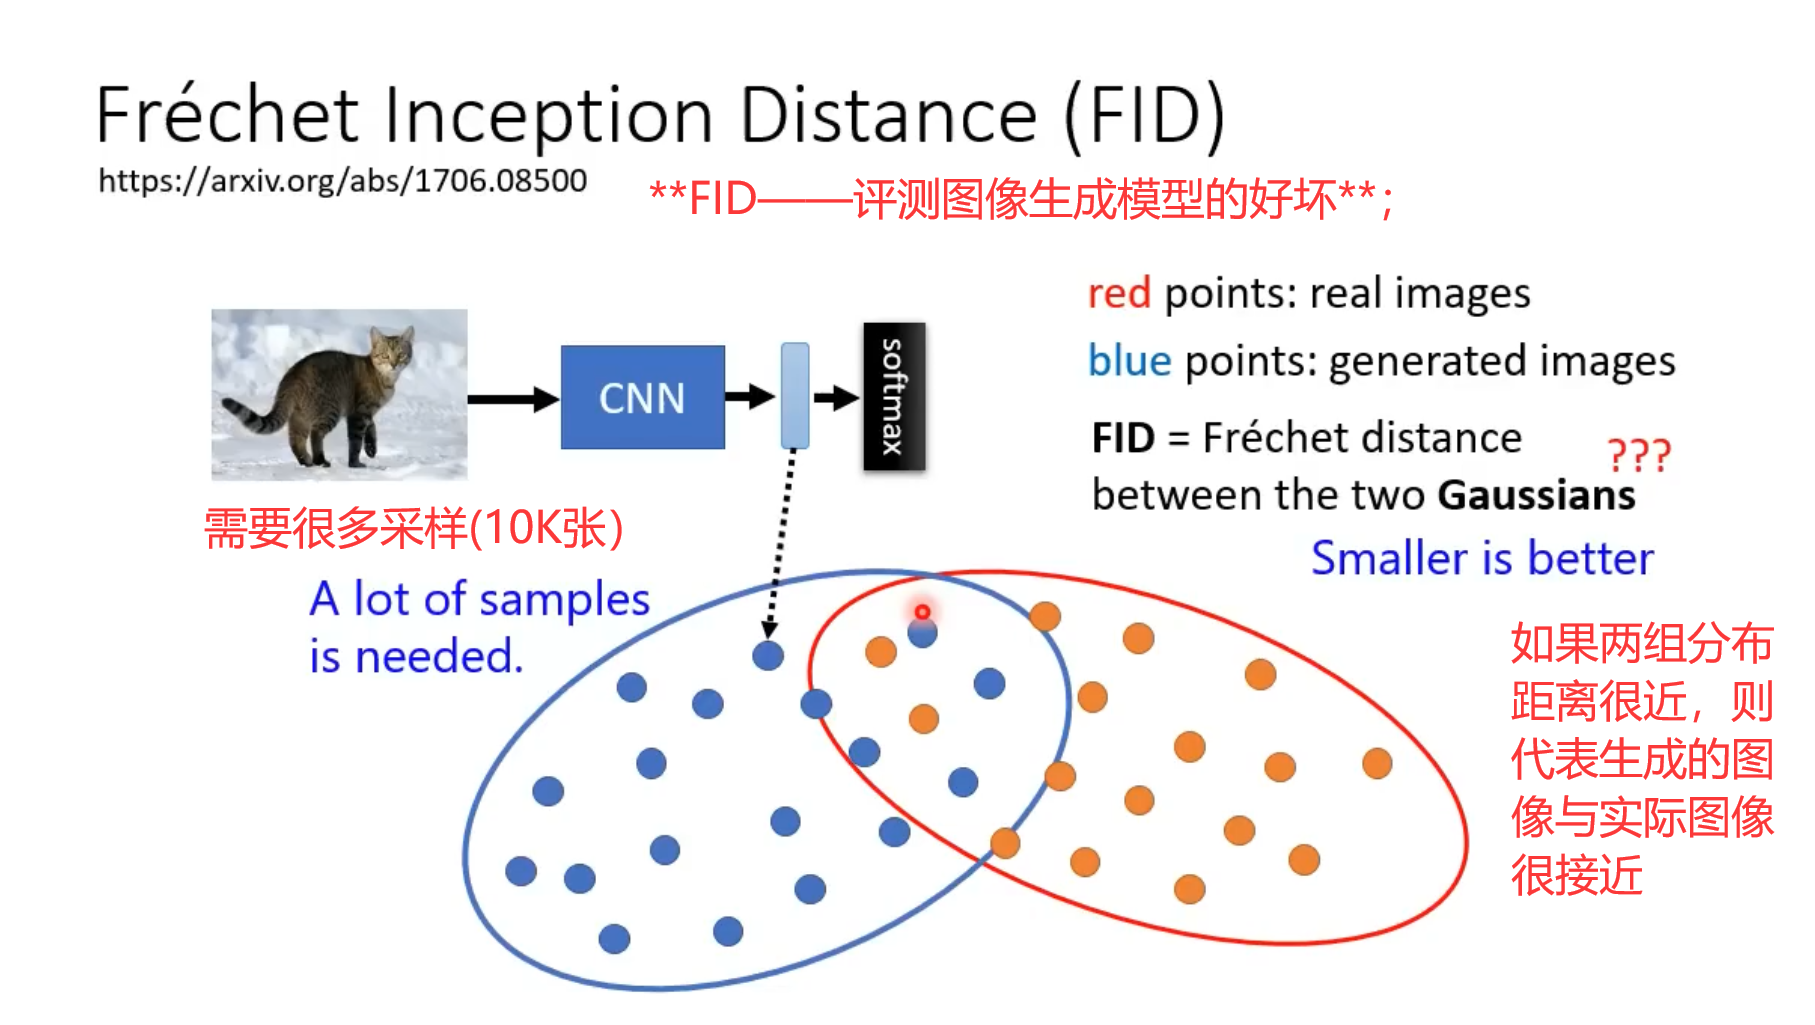 Fréchet Inception Distance (FID)
https://arxiv.org/abs/1706.08500
**FID——评测图像生成模型的好坏**；
red points: real images
blue points: generated images
CNN
softmax
FID = Fréchet distance
???
between the two Gaussians
Smaller is better
需要很多采样(10K张）
A lot of samples
is needed.
如果两组分布
距离很近，则
代表生成的图
像与实际图像
很接近